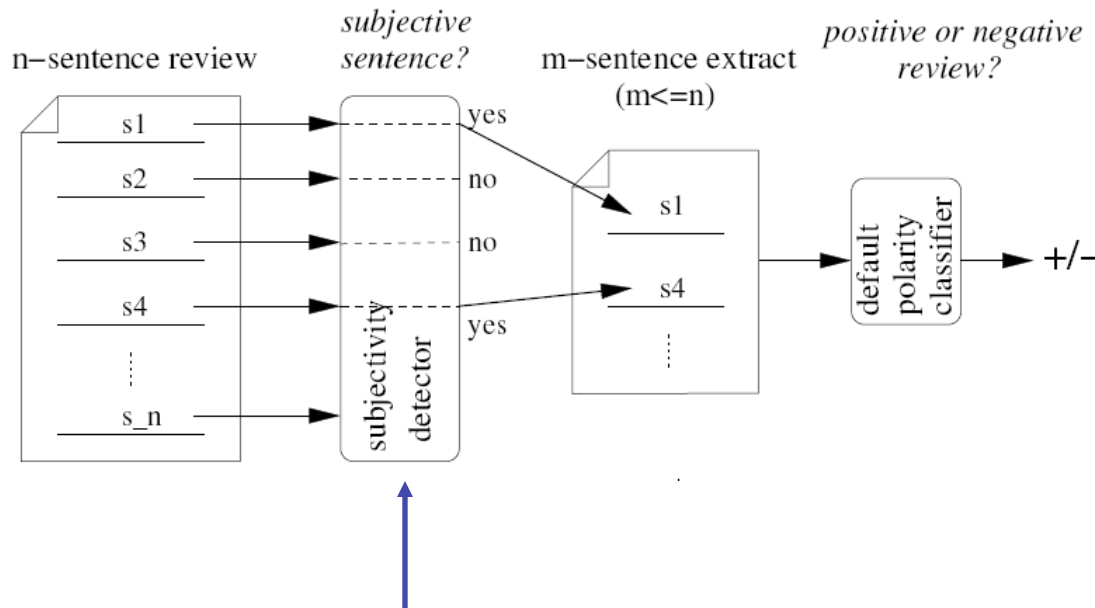 n-sentence review
subjective
sentence?
m-sentence extract
(m<=n)
positive or negative
review?
s1
s2
s3
s4
s_n
yes
no
no
yes
subjectivity
detector
s1
s4
default
polarity
classifier
+/-